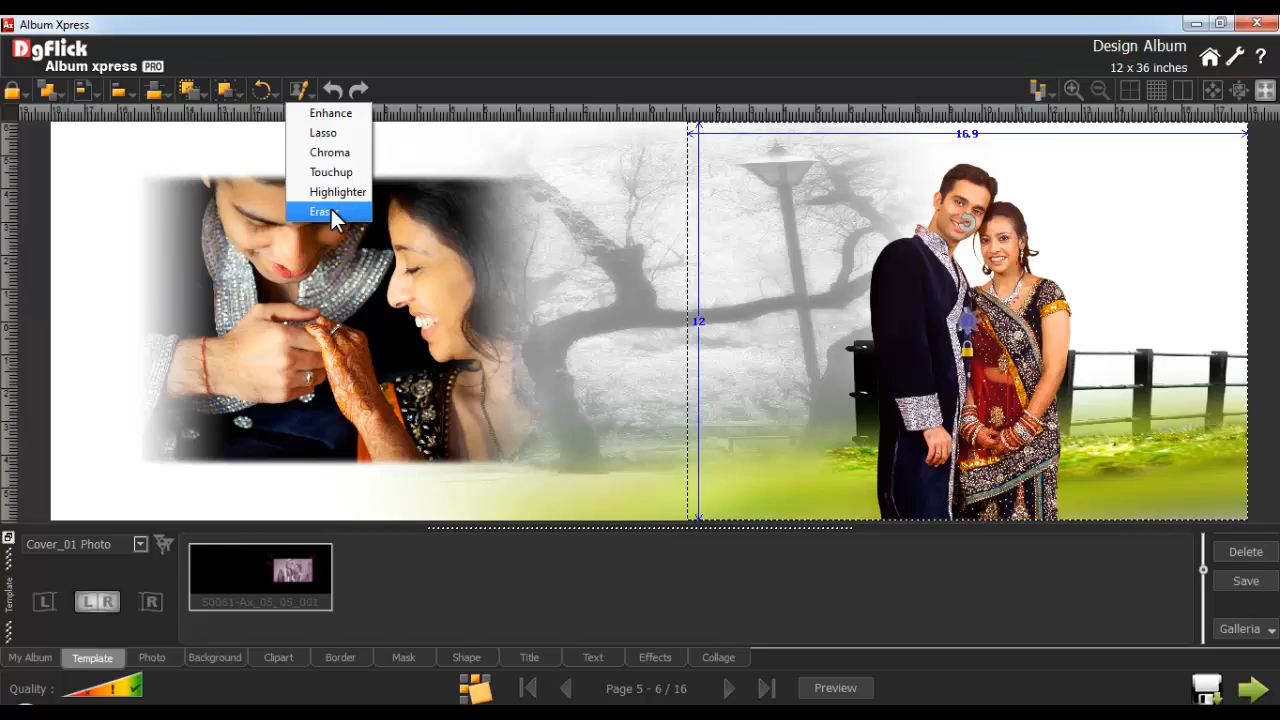 Album Xpress
DgFlick
Album xpress PRO
Design Album
12 x 36 inches
?
Enhance
Lasso
Chroma
Touchup
Highlighter
16.9
12
Cover_01 Photo
Template
L
L R
R
S0061-Ax_05_05_001
Delete
Save
Galleria
My Album
Template
Photo
Background
Clipart
Border
Mask
Shape
Title
Text
Effects
Collage
Quality :
Page 5 - 6 / 16
Preview